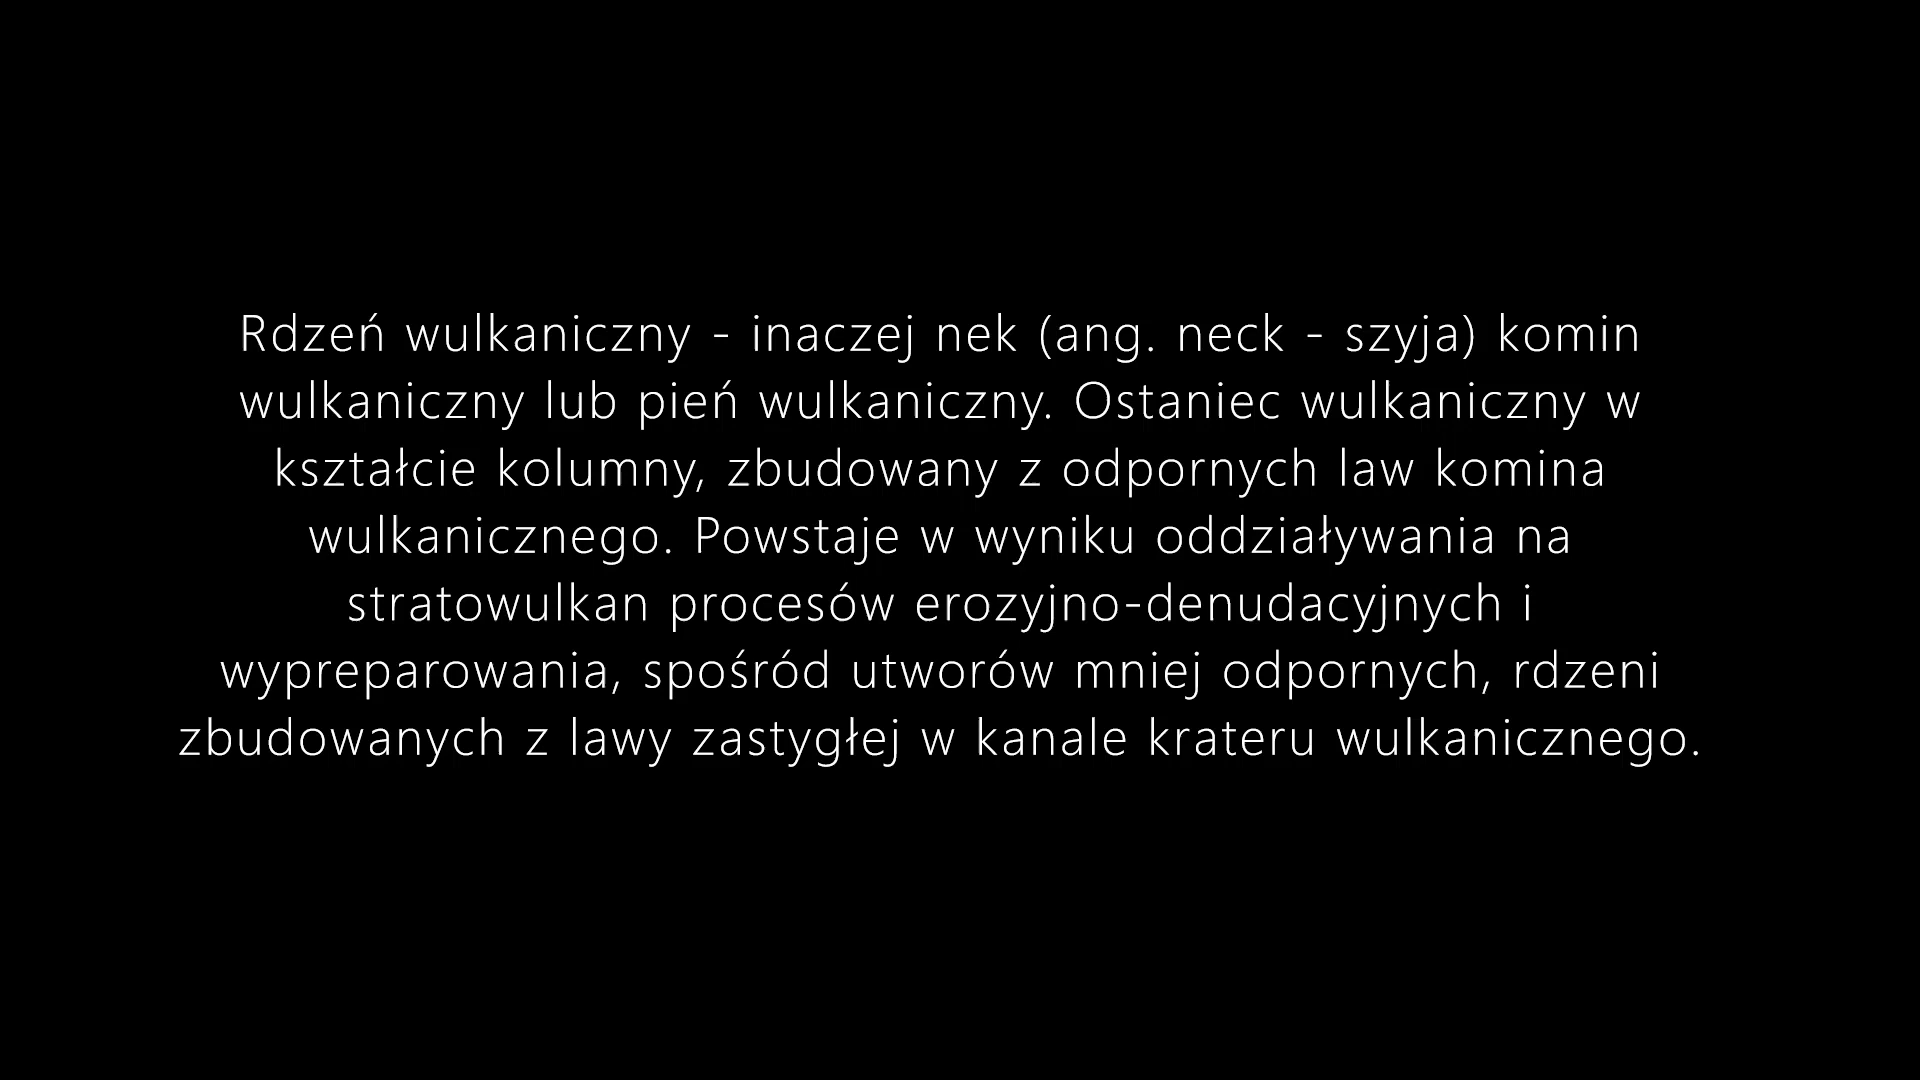 Rdzeń wulkaniczny - inaczej nek (ang. neck - szyja) komin
wulkaniczny lub pień wulkaniczny. Ostaniec wulkaniczny w
kształcie kolumny, zbudowany z odpornych law komina
wulkanicznego. Powstaje w wyniku oddziaływania na
stratowulkan procesów erozyjno-denudacyjnych i
wypreparowania, spośród utworów mniej odpornych, rdzeni
zbudowanych z lawy zastygłej w kanale krateru wulkanicznego.